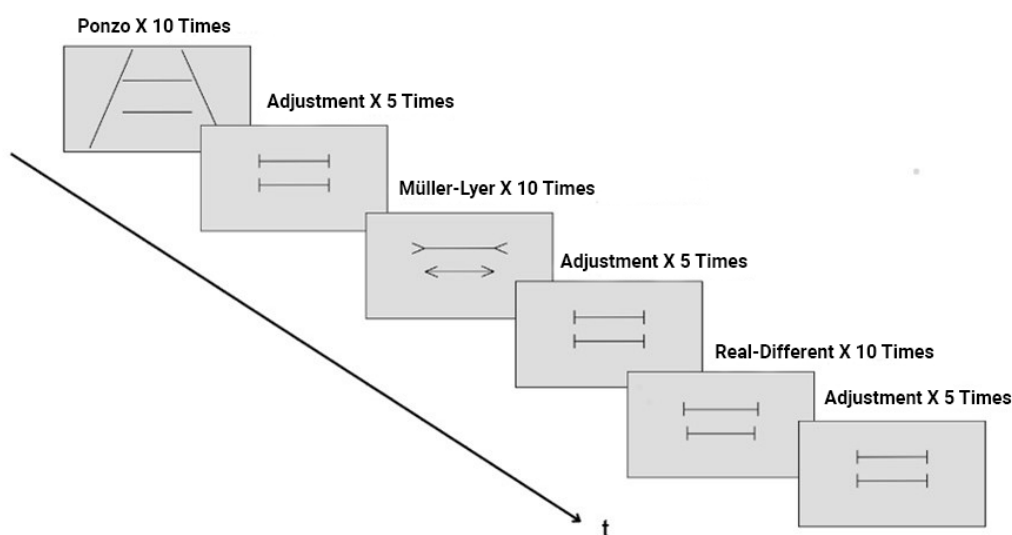 Ponzo X 10 Times
Adjustment X 5 Times
Müller-Lyer X 10 Times
Adjustment X 5 Times
Real-Different X 10 Times
Adjustment X 5 Times
t